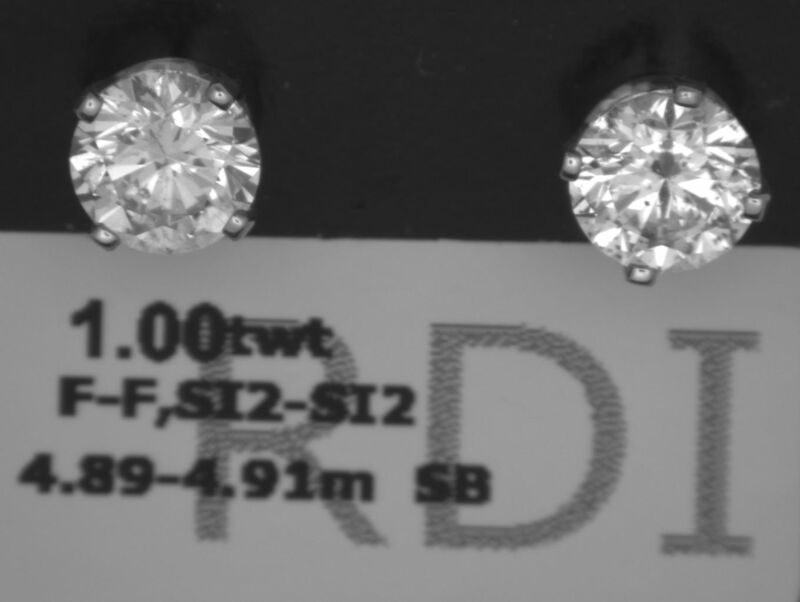 1.00twt
F-F,SI2-SI2
4.89-4.91m SB
RDI